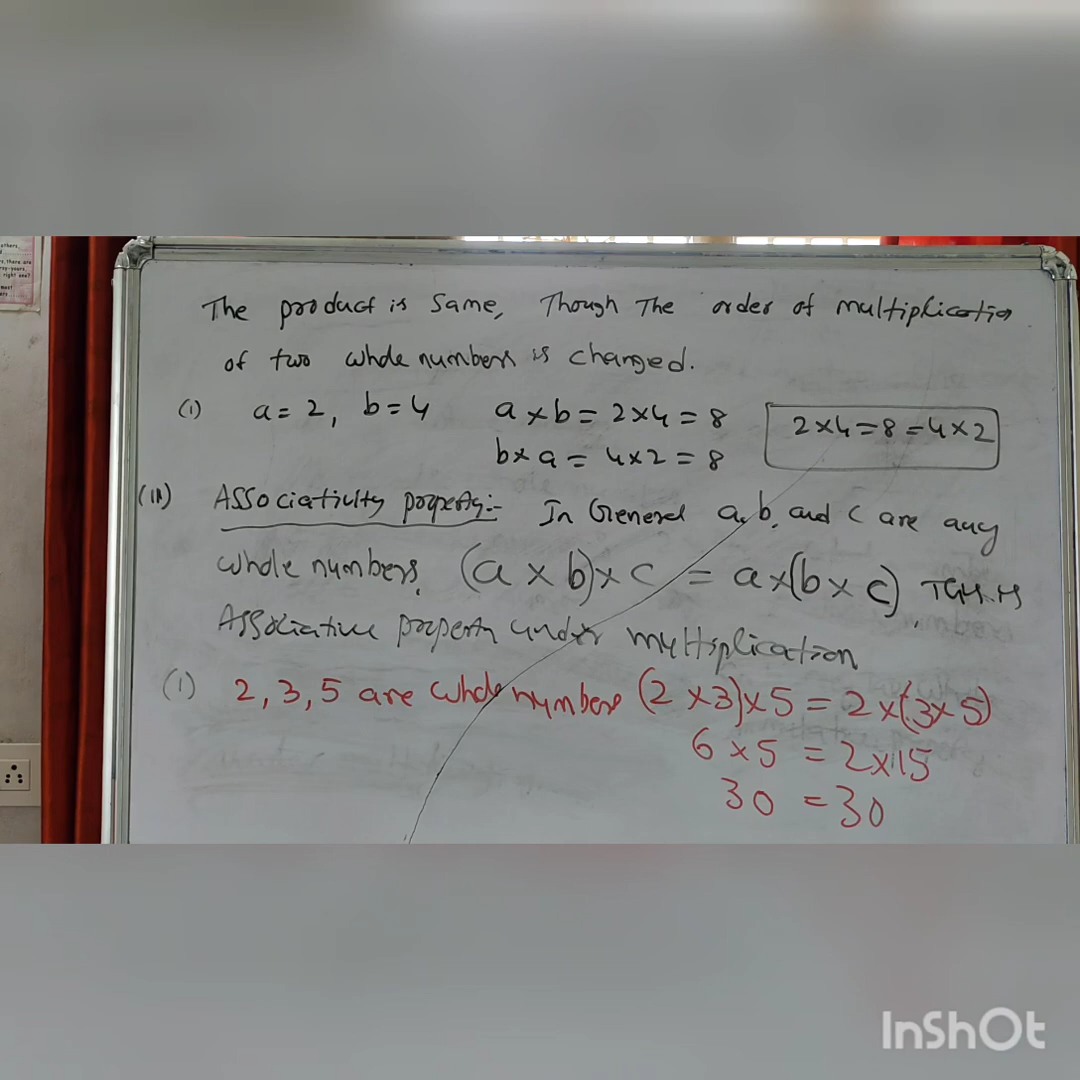 The product is Same, Though The order of multiplication
of two whole numbers is changed.
(i) a = 2, b = 4 a × b = 2 × 4 = 8 2 × 4 = 8 = 4 × 2
b × a = 4 × 2 = 8
Associativity property:- In General a, b, and c are any
whole numbers, (a × b) × c = a × (b × c).
Associative property under multiplication
(i) 2, 3, 5 are whole numbers (2 × 3) × 5 = 2 × (3 × 5)
6 × 5 = 2 × 15
30 = 30
InShOt